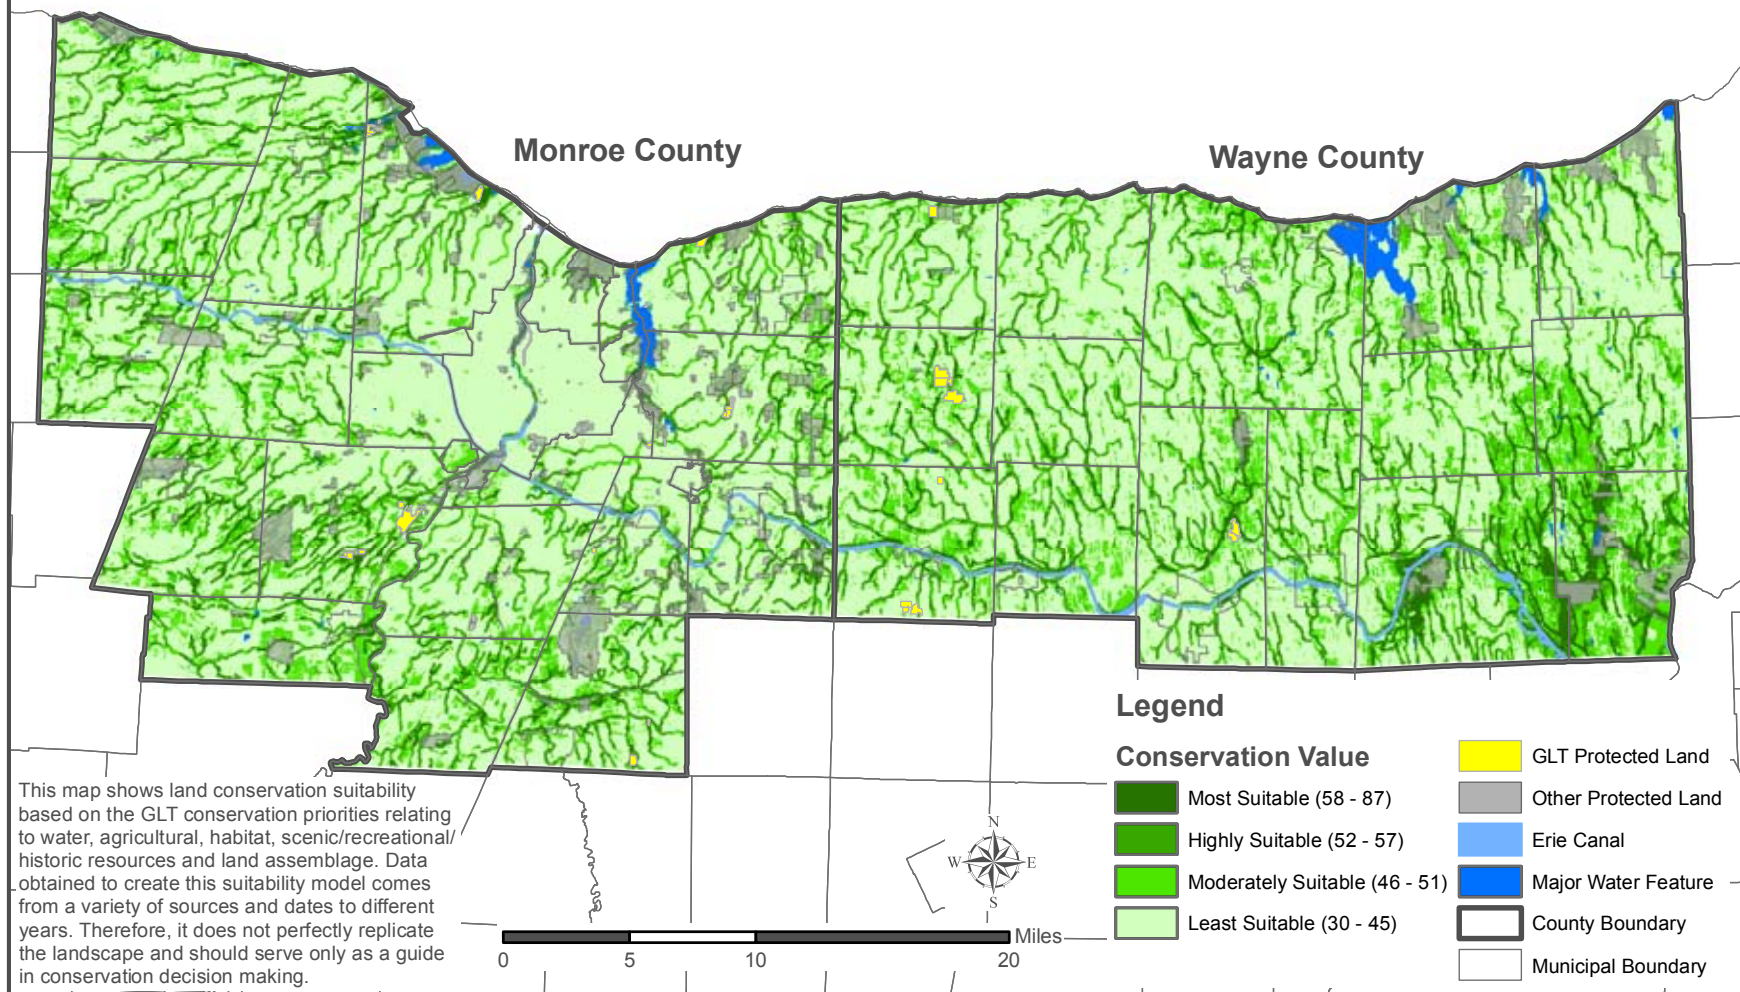 Monroe County
Wayne County
Legend
Conservation Value
Most Suitable (58 - 87)
Highly Suitable (52 - 57)
Moderately Suitable (46 - 51)
Least Suitable (30 - 45)
GLT Protected Land
Other Protected Land
Erie Canal
Major Water Feature
County Boundary
Municipal Boundary
This map shows land conservation suitability
based on the GLT conservation priorities relating
to water, agricultural, habitat, scenic/recreational/
historic resources and land assemblage. Data
obtained to create this suitability model comes
from a variety of sources and dates to different
years. Therefore, it does not perfectly replicate
the landscape and should serve only as a guide
in conservation decision making.
N
W E
S
Miles
0 5 10 20